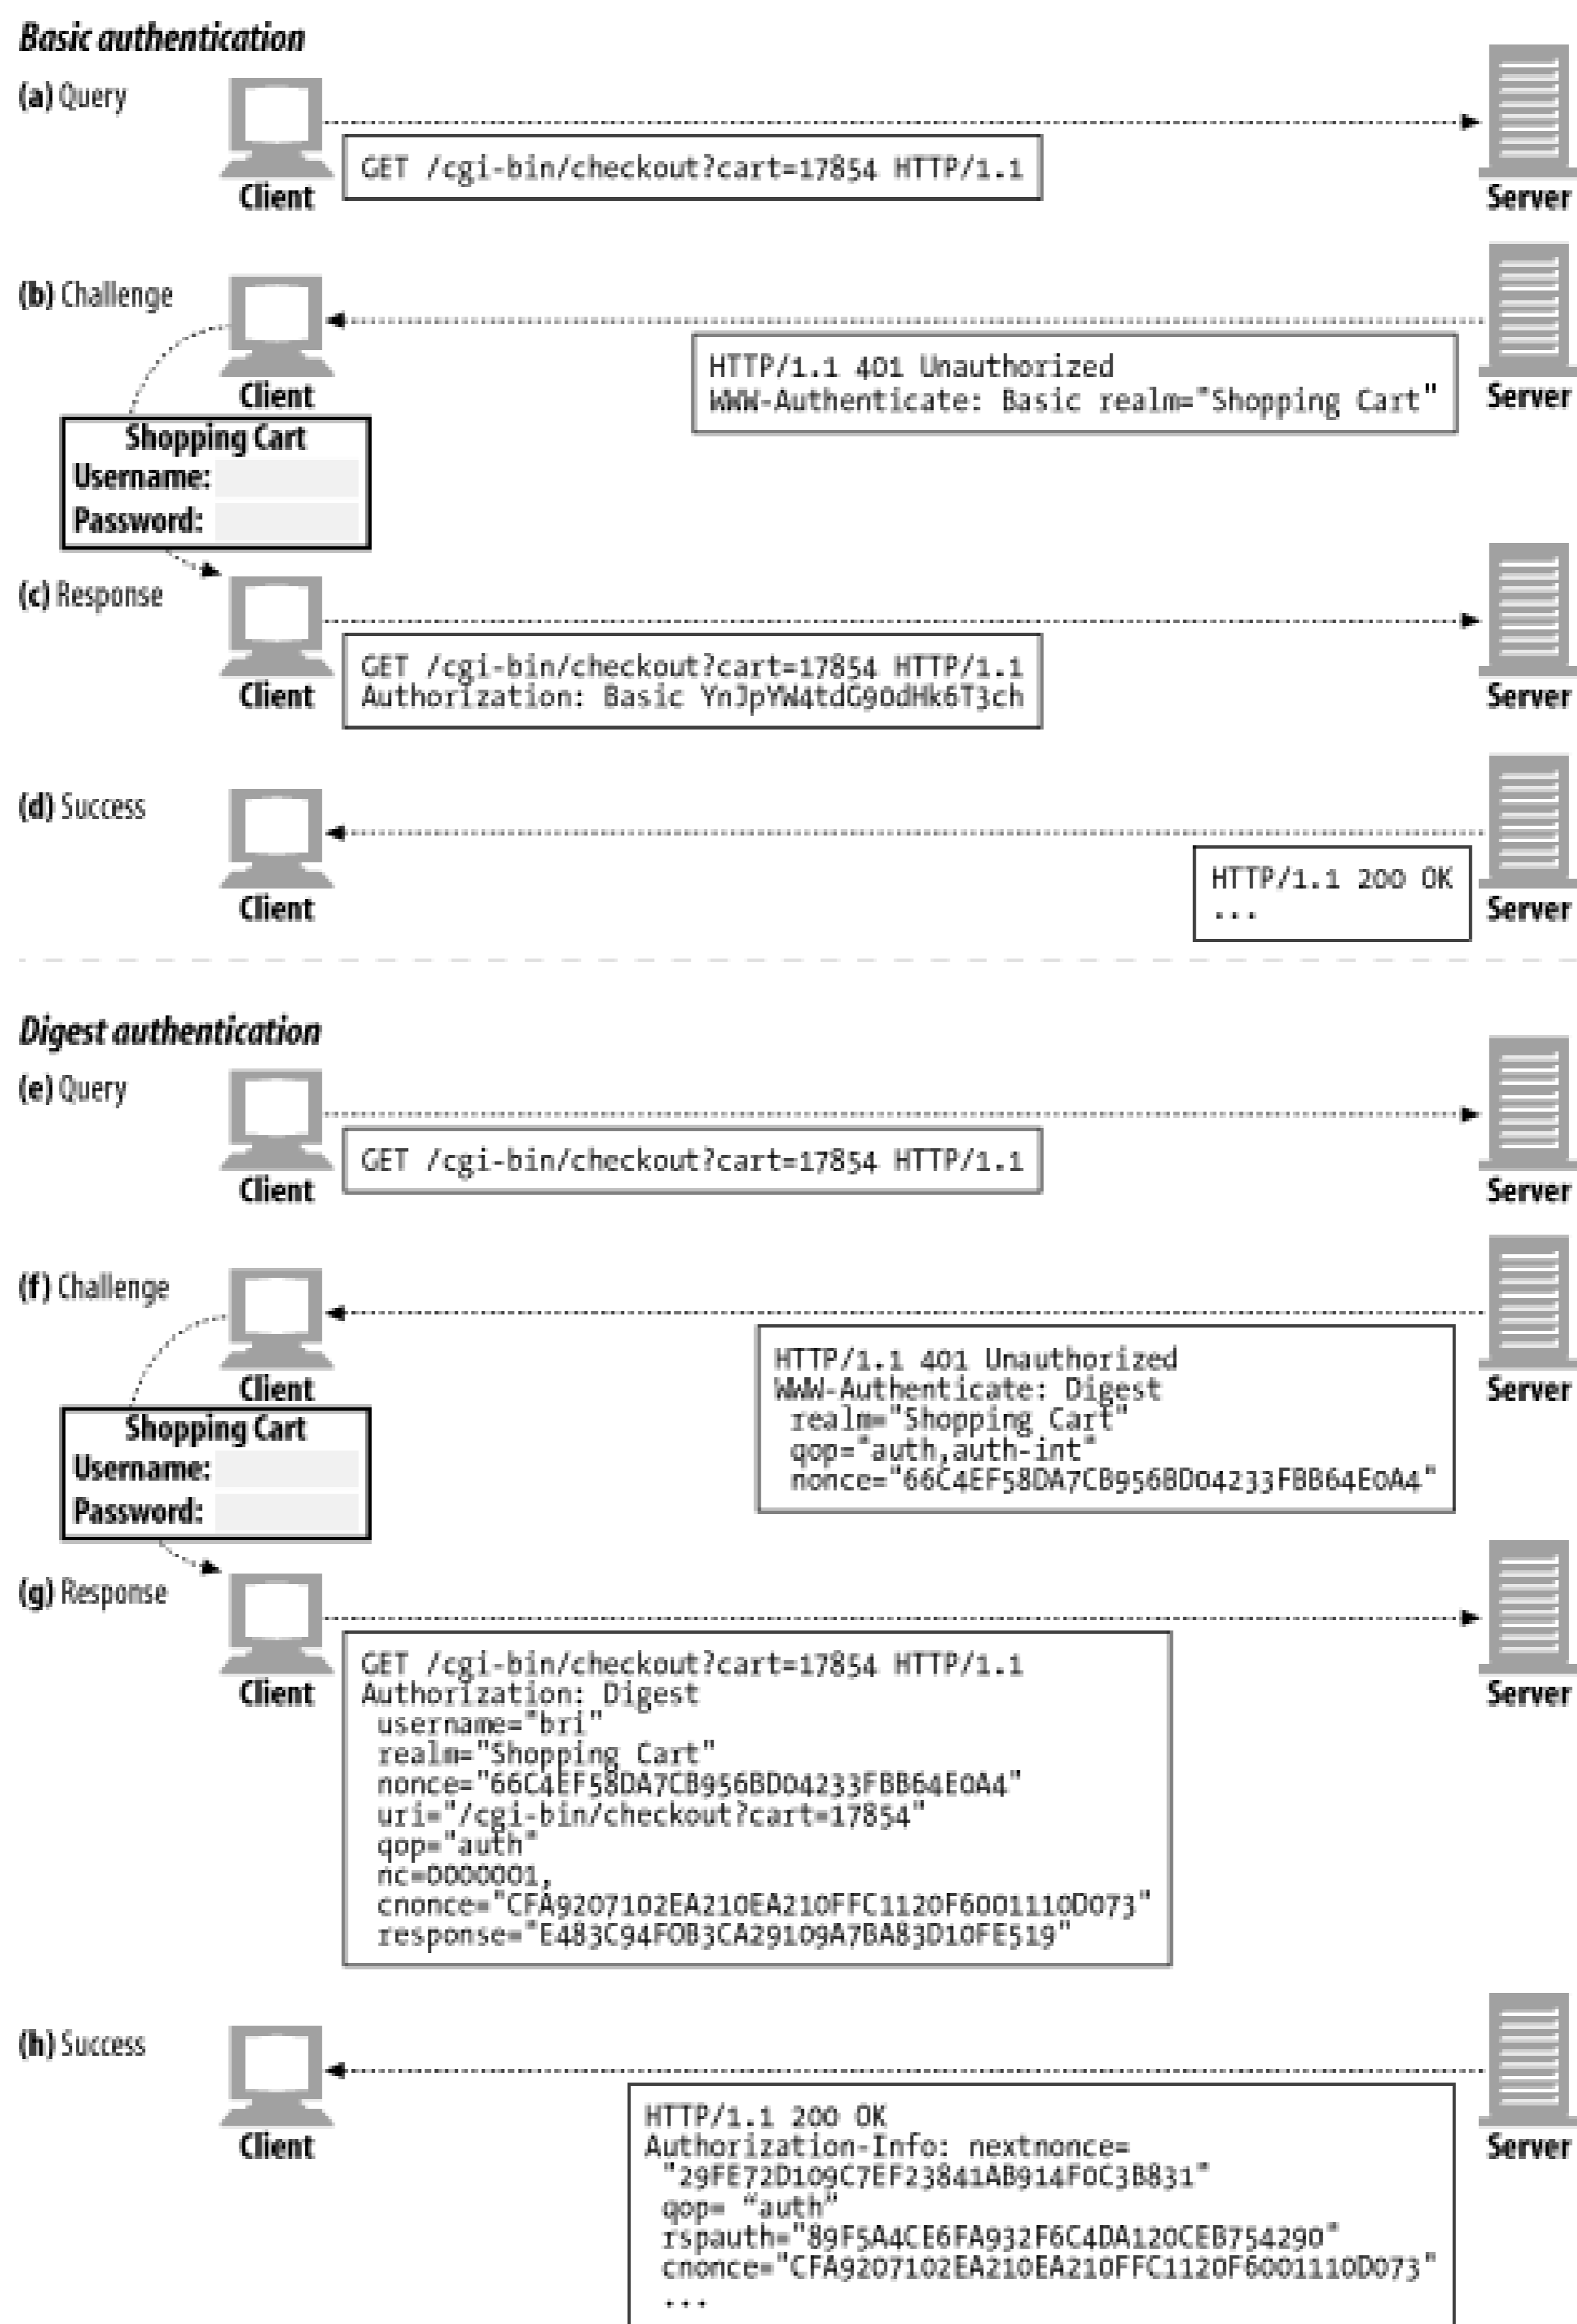 Basic authentication
(a) Query
GET /cgi-bin/checkout?cart=17854 HTTP/1.1
Client
Server
(b) Challenge
HTTP/1.1 401 Unauthorized
WWW-Authenticate: Basic realm="Shopping Cart"
Client
Server
Shopping Cart
Username:
Password:
(c) Response
GET /cgi-bin/checkout?cart=17854 HTTP/1.1
Authorization: Basic YnJpYW4tdG90dHk6T3ch
Client
Server
(d) Success
HTTP/1.1 200 OK
...
Client
Server
Digest authentication
(e) Query
GET /cgi-bin/checkout?cart=17854 HTTP/1.1
Client
Server
(f) Challenge
HTTP/1.1 401 Unauthorized
WWW-Authenticate: Digest
realm="Shopping Cart"
qop="auth,auth-int"
nonce="66C4EF58DA7CB956BD04233FBB64E0A4"
Client
Server
Shopping Cart
Username:
Password:
(g) Response
GET /cgi-bin/checkout?cart=17854 HTTP/1.1
Authorization: Digest
username="bri"
realm="Shopping Cart"
nonce="66C4EF58DA7CB956BD04233FBB64E0A4"
uri="/cgi-bin/checkout?cart=17854"
qop="auth"
nc=0000001,
cnonce="CFA9207102EA210EA210FFC1120F6001110D073"
response="E483C94F0B3CA29109A7BA83D10FE519"
Client
Server
(h) Success
HTTP/1.1 200 OK
Authorization-Info: nextnonce=
"29FE72D109C7EF23841AB914F0C3B831"
qop= “auth”
rspauth="89F5A4CE6FA932F6C4DA120CEB754290"
cnonce="CFA9207102EA210EA210FFC1120F6001110D073"
...
Client
Server